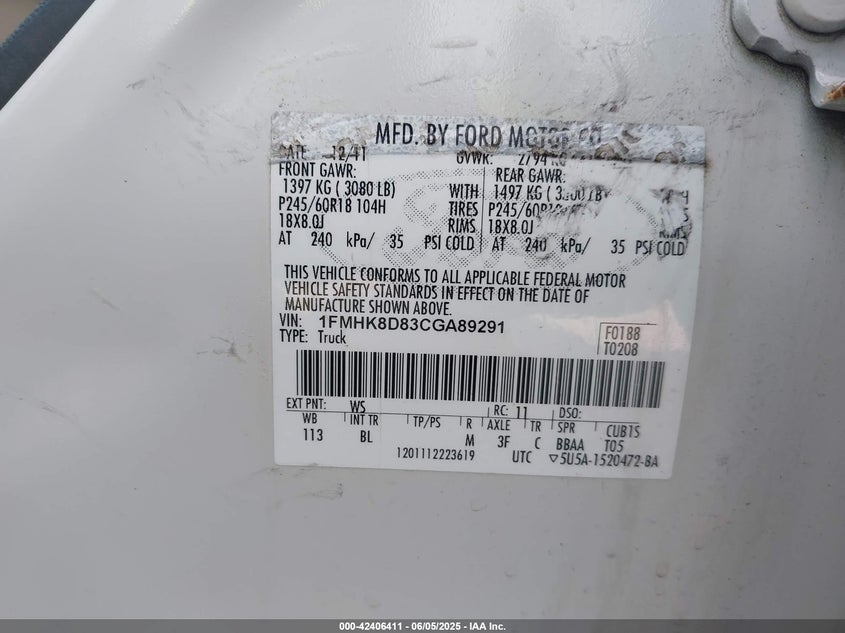 MFD. BY FORD MOTOR CO.
DATE 12/41 GVWR:
FRONT GAWR: REAR GAWR:
1397 KG ( 3080 LB) WITH 1497 KG (
P245/60R18 104H TIRES
18X8.0J RIMS 18X8.0J RIMS
AT 240 kPa/ 35 PSI COLD AT 240 kPa/ 35 PSI COLD
THIS VEHICLE CONFORMS TO ALL APPLICABLE FEDERAL MOTOR
VEHICLE SAFETY STANDARDS IN EFFECT ON THE DATE OF
MANUFACTURE SHOWN ABOVE.
VIN: 1FMHK8D83CGA89291 F0188
TYPE: Truck T0208
EXT PNT: WS RC: 11 DSO:
WB INT TR TP/PS R AXLE TR SPR CUBTS
113 BL M 3F C BBAA T05
1201112223619 UTC ▽5U5A-1520472-BA
000-42406411 - 06/05/2025 - IAA Inc.